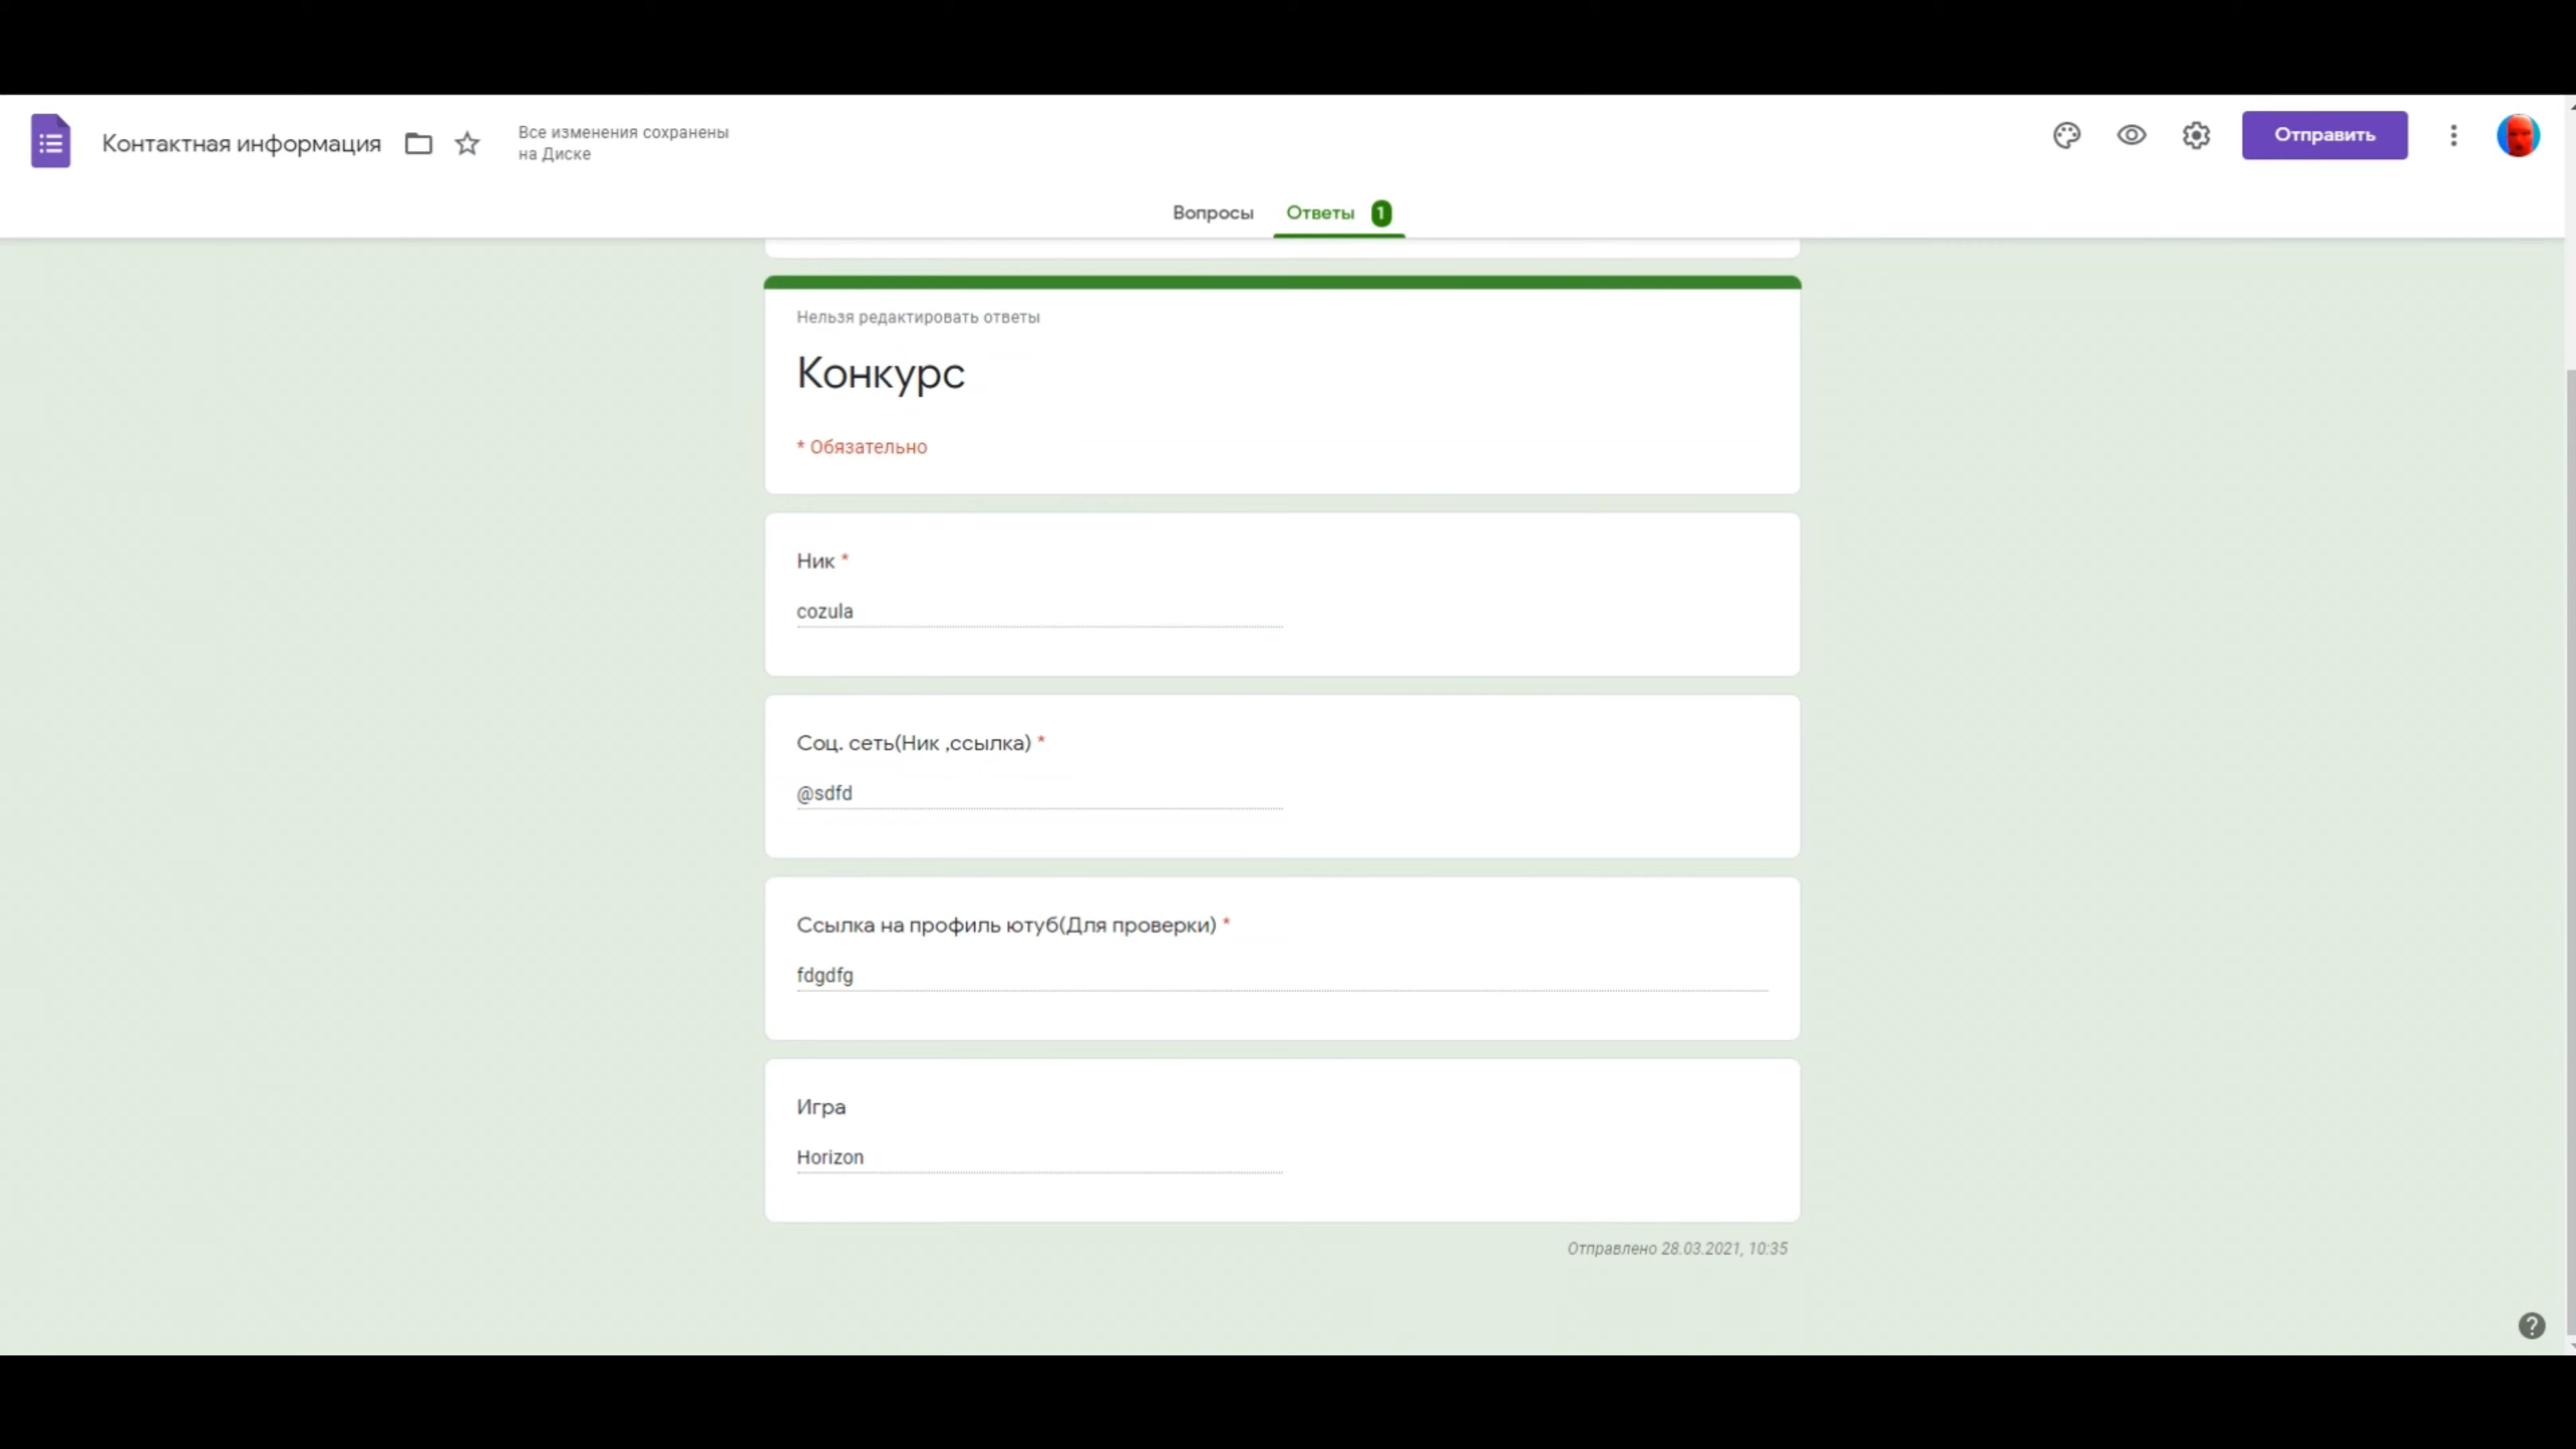 Контактная информация
Все изменения сохранены
на Диске
Отправить
Вопросы
Ответы 1
Нельзя редактировать ответы
Конкурс
* Обязательно
Ник *
cozula
Соц. сеть(Ник ,ссылка) *
@sdfd
Ссылка на профиль ютуб(Для проверки) *
fdgdfg
Игра
Horizon
Отправлено 28.03.2021, 10:35